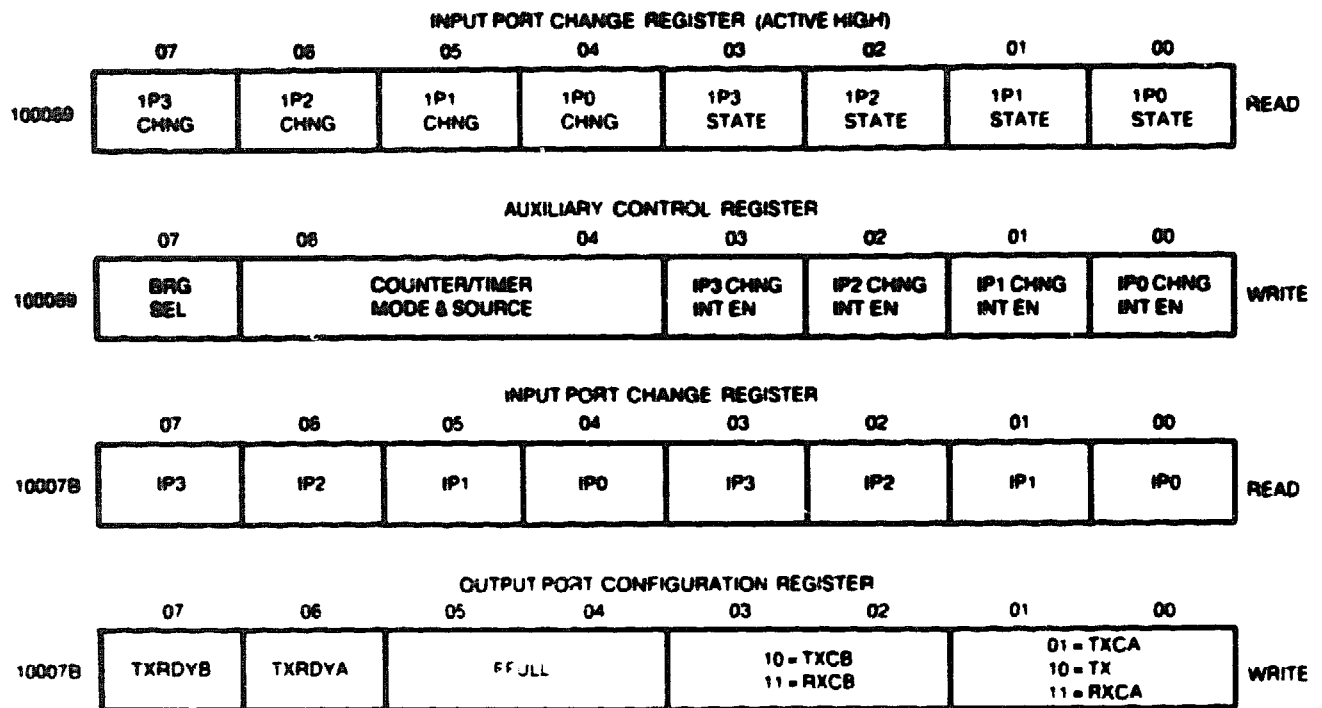 INPUT PORT CHANGE REGISTER (ACTIVE HIGH)
07 06 05 04 03 02 01 00
100069 1P3 CHNG 1P2 CHNG 1P1 CHNG 1P0 CHNG 1P3 STATE 1P2 STATE 1P1 STATE 1P0 STATE READ
AUXILIARY CONTROL REGISTER
07 06 04 03 02 01 00
100069 BRG SEL COUNTER/TIMER MODE & SOURCE IP3 CHNG INT EN IP2 CHNG INT EN IP1 CHNG INT EN IP0 CHNG INT EN WRITE
INPUT PORT CHANGE REGISTER
07 06 05 04 03 02 01 00
10007B IP3 IP2 IP1 IP0 IP3 IP2 IP1 IP0 READ
OUTPUT PORT CONFIGURATION REGISTER
07 06 05 04 03 02 01 00
10007B TXRDYB TXRDYA 10 = TXCB 11 = RXCB 01 = TXCA 10 = TX 11 = RXCA WRITE